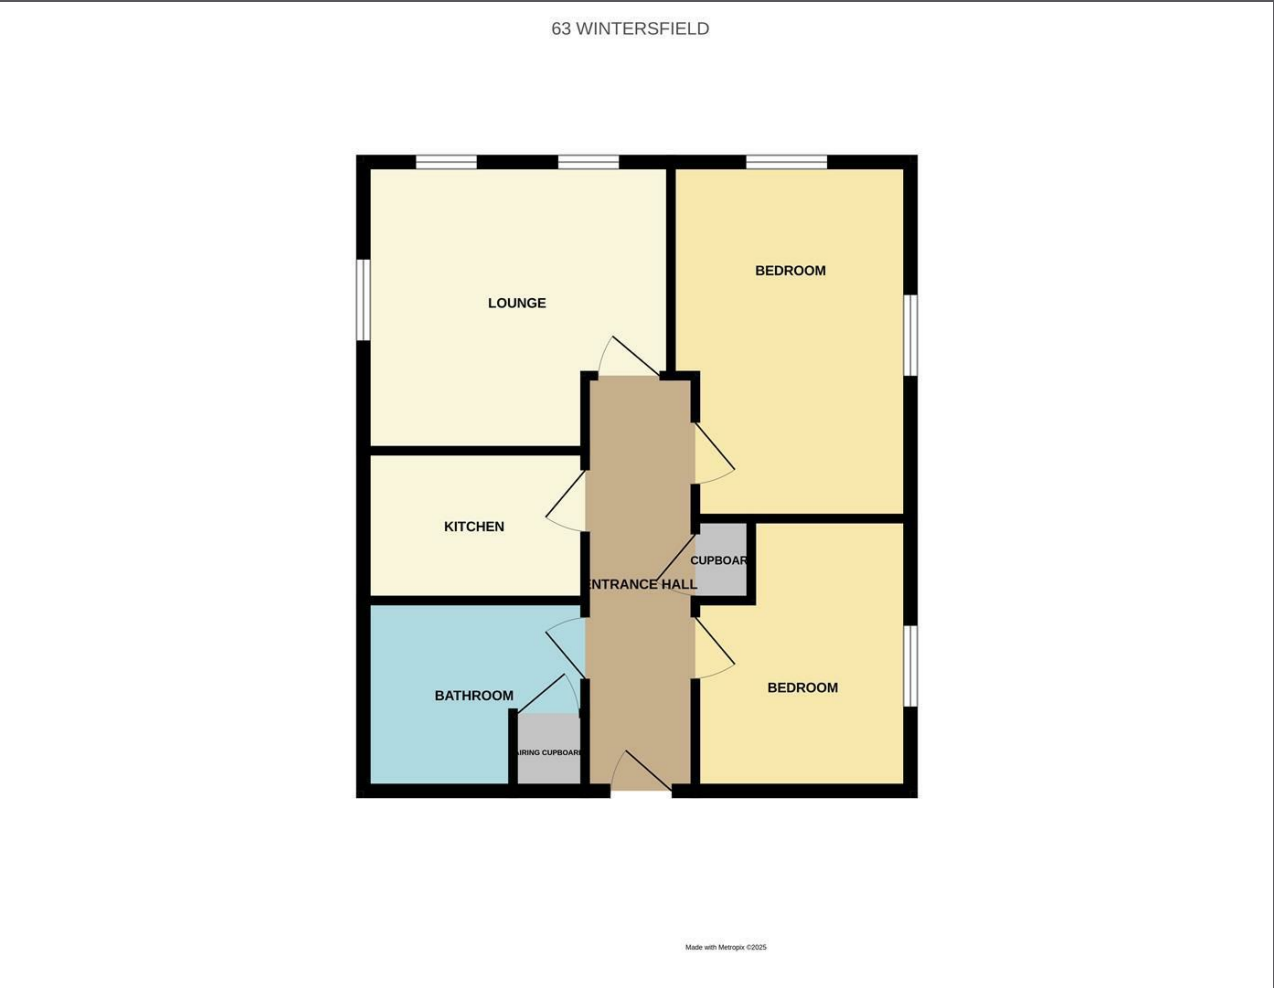 63 WINTERSFIELD
BEDROOM
LOUNGE
KITCHEN
CUPBOAR
ENTRANCE HALL
BEDROOM
BATHROOM
AIRING CUPBOARD
Made with Metropix ©2025